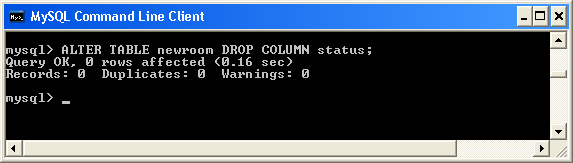 MySQL Command Line Client
mysql> ALTER TABLE newroom DROP COLUMN status;
Query OK, 0 rows affected (0.16 sec)
Records: 0  Duplicates: 0  Warnings: 0
mysql> _